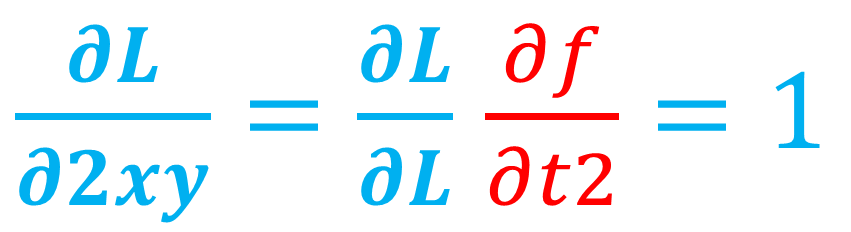 ∂L/∂2xy = ∂L/∂L ∂f/∂t2 = 1